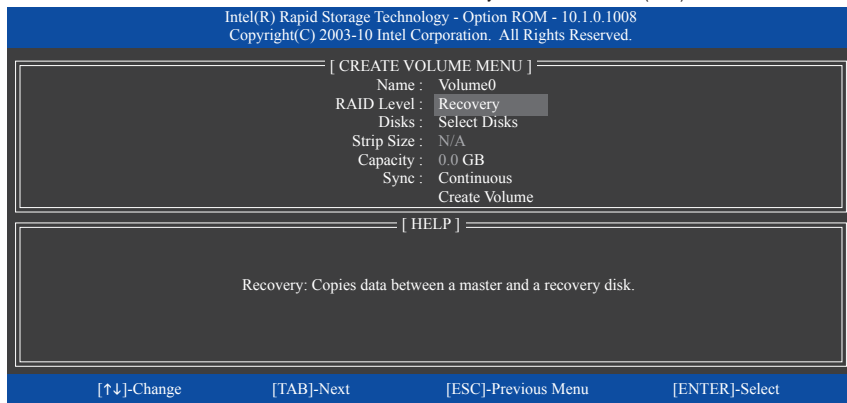 Intel(R) Rapid Storage Technology - Option ROM - 10.1.0.1008
Copyright(C) 2003-10 Intel Corporation. All Rights Reserved.
[ CREATE VOLUME MENU ]
Name : Volume0
RAID Level : Recovery
Disks : Select Disks
Strip Size : N/A
Capacity : 0.0 GB
Sync : Continuous
Create Volume
[ HELP ]
Recovery: Copies data between a master and a recovery disk.
[↑↓]-Change [TAB]-Next [ESC]-Previous Menu [ENTER]-Select